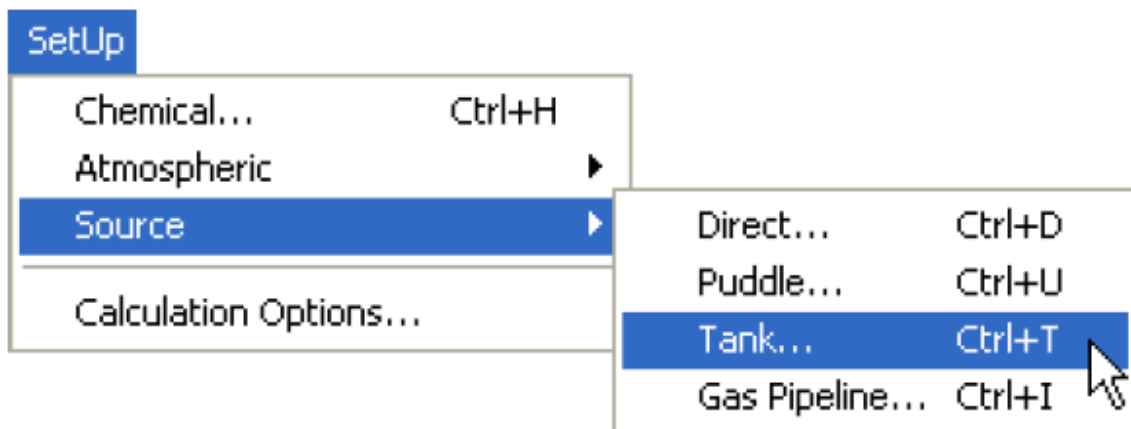 SetUp
Chemical... Ctrl+H
Atmospheric
Source
Calculation Options...
Direct... Ctrl+D
Puddle... Ctrl+U
Tank... Ctrl+T
Gas Pipeline... Ctrl+I